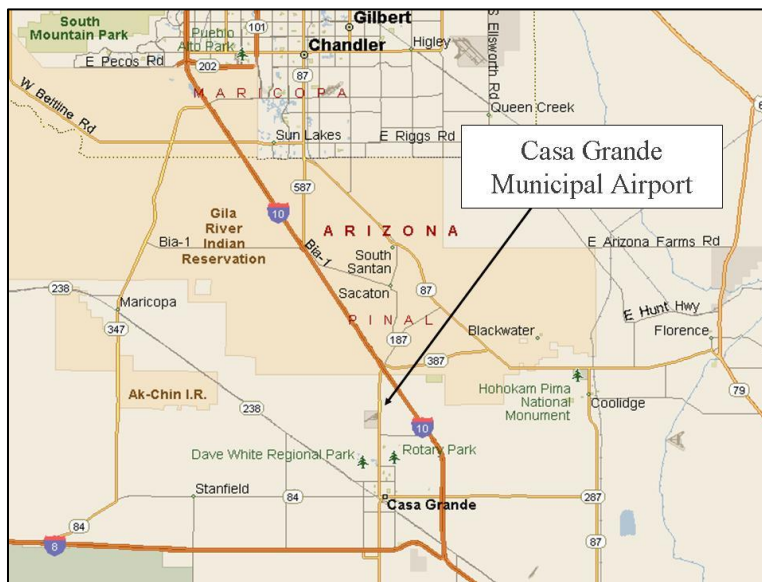 Gilbert
South
Mountain Park
Pueblo
Alto Park
101
S Ellsworth Rd
Chandler
Higley
E Pecos Rd
202
87
W Beltline Rd
MARICOPA
Queen Creek
Sun Lakes
E Riggs Rd
Casa Grande
Municipal Airport
587
10
Gila
River
Indian
Reservation
ARIZONA
Bia-1
Bia-1
E Arizona Farms Rd
South
Santan
238
Sacaton
87
Maricopa
E Hunt Hwy
PINAL
347
187
Blackwater
Florence
387
Ak-Chin I.R.
Hohokam Pima
National
Monument
79
238
Coolidge
10
Dave White Regional Park
Rotary Park
Stanfield
84
287
Casa Grande
84
8
87